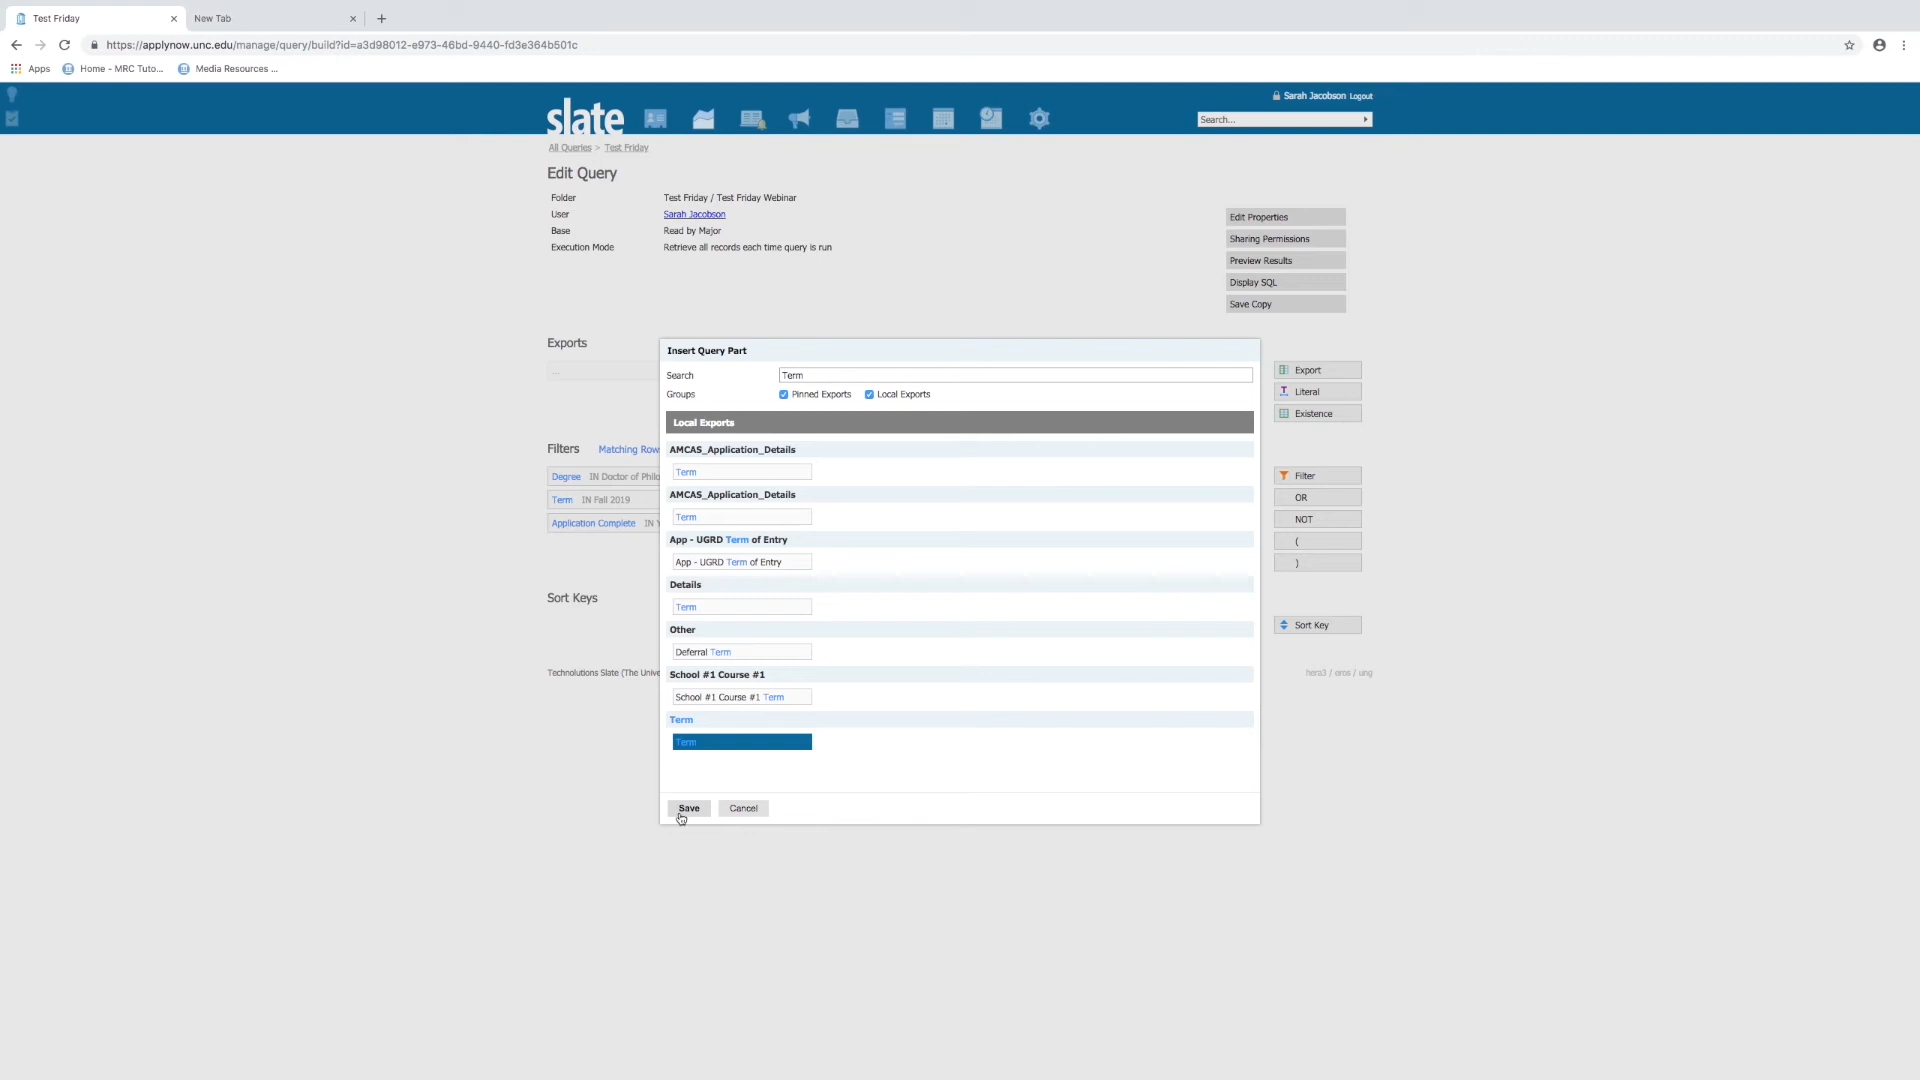 Test Friday
New Tab
https://applynow.unc.edu/manage/query/build?id=a3d98012-e973-46bd-9440-fd3e364b501c
Apps
Home - MRC Tuto...
Media Resources ...
Sarah Jacobson Logout
slate
Search...
All Queries > Test Friday
Edit Query
Folder Test Friday / Test Friday Webinar
User Sarah Jacobson
Base Read by Major
Execution Mode Retrieve all records each time query is run
Edit Properties
Sharing Permissions
Preview Results
Display SQL
Save Copy
Exports
...
Export
Literal
Existence
Filters Matching Row
Degree IN Doctor of Philo
Term IN Fall 2019
Application Complete IN Y
Filter
OR
NOT
(
)
Sort Keys
Sort Key
Technolutions Slate (The Unive
hera3 / oros / ung
Insert Query Part
Search Term
Groups Pinned Exports Local Exports
Local Exports
AMCAS_Application_Details
Term
AMCAS_Application_Details
Term
App - UGRD Term of Entry
App - UGRD Term of Entry
Details
Term
Other
Deferral Term
School #1 Course #1
School #1 Course #1 Term
Term
Term
Save Cancel